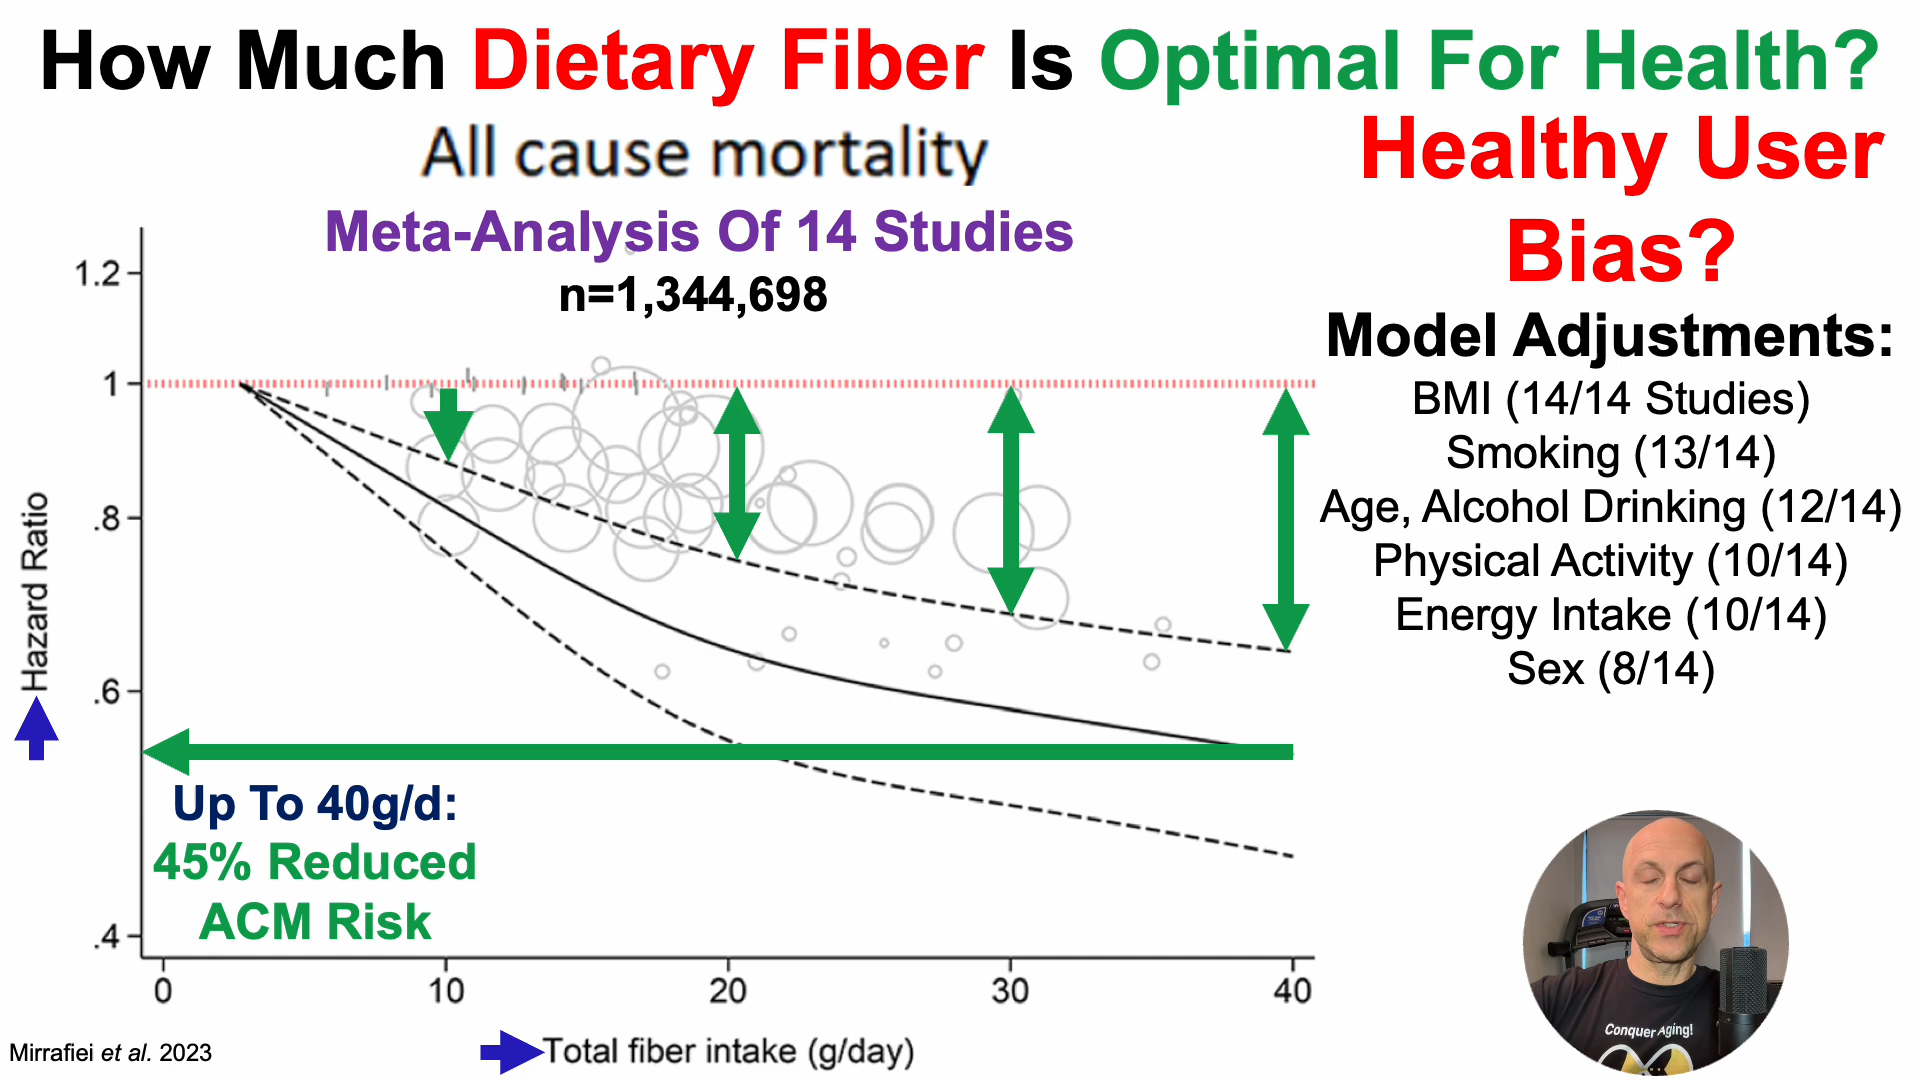 How Much Dietary Fiber Is Optimal For Health?
All cause mortality
Meta-Analysis Of 14 Studies
n=1,344,698
1.2
1
.8
.6
.4
Hazard Ratio
Up To 40g/d:
45% Reduced
ACM Risk
0 10 20 30 40
Total fiber intake (g/day)
Mirrafiei et al. 2023
Healthy User
Bias?
Model Adjustments:
BMI (14/14 Studies)
Smoking (13/14)
Age, Alcohol Drinking (12/14)
Physical Activity (10/14)
Energy Intake (10/14)
Sex (8/14)
Conquer Aging!